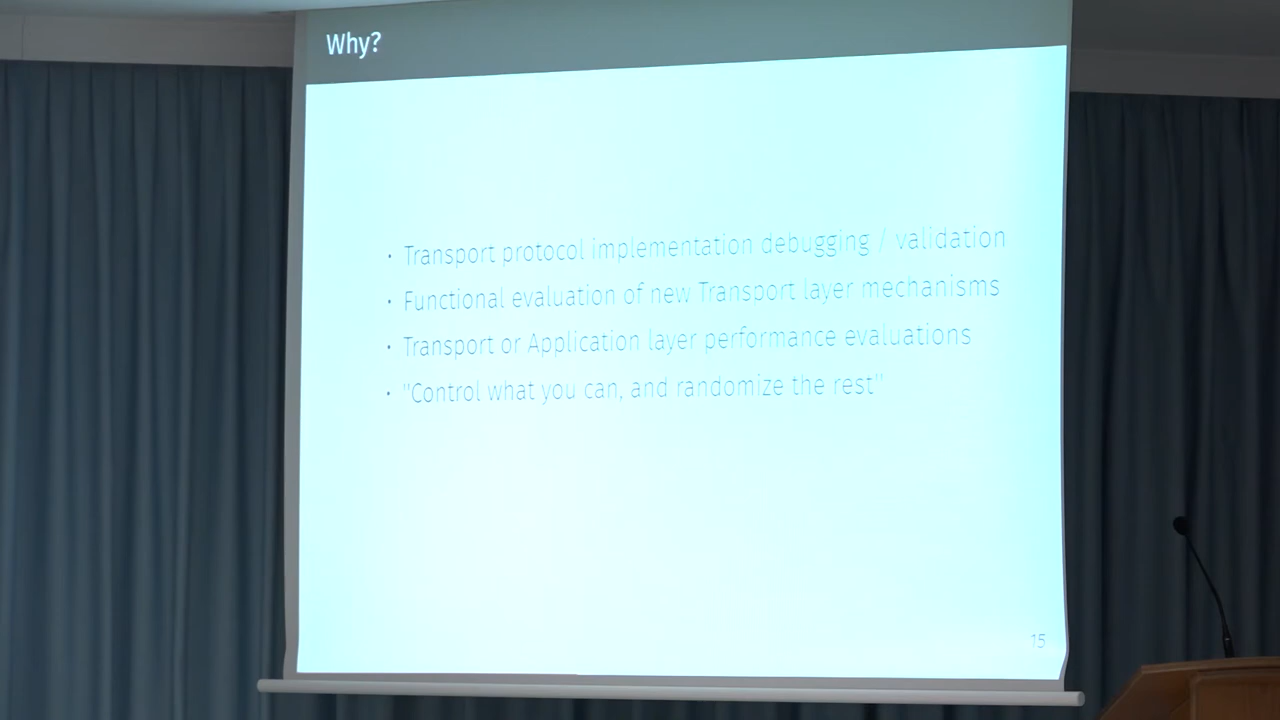 Why?
· Transport protocol implementation debugging / validation
· Functional evaluation of new Transport layer mechanisms
· Transport or Application layer performance evaluations
· "Control what you can, and randomize the rest"
15